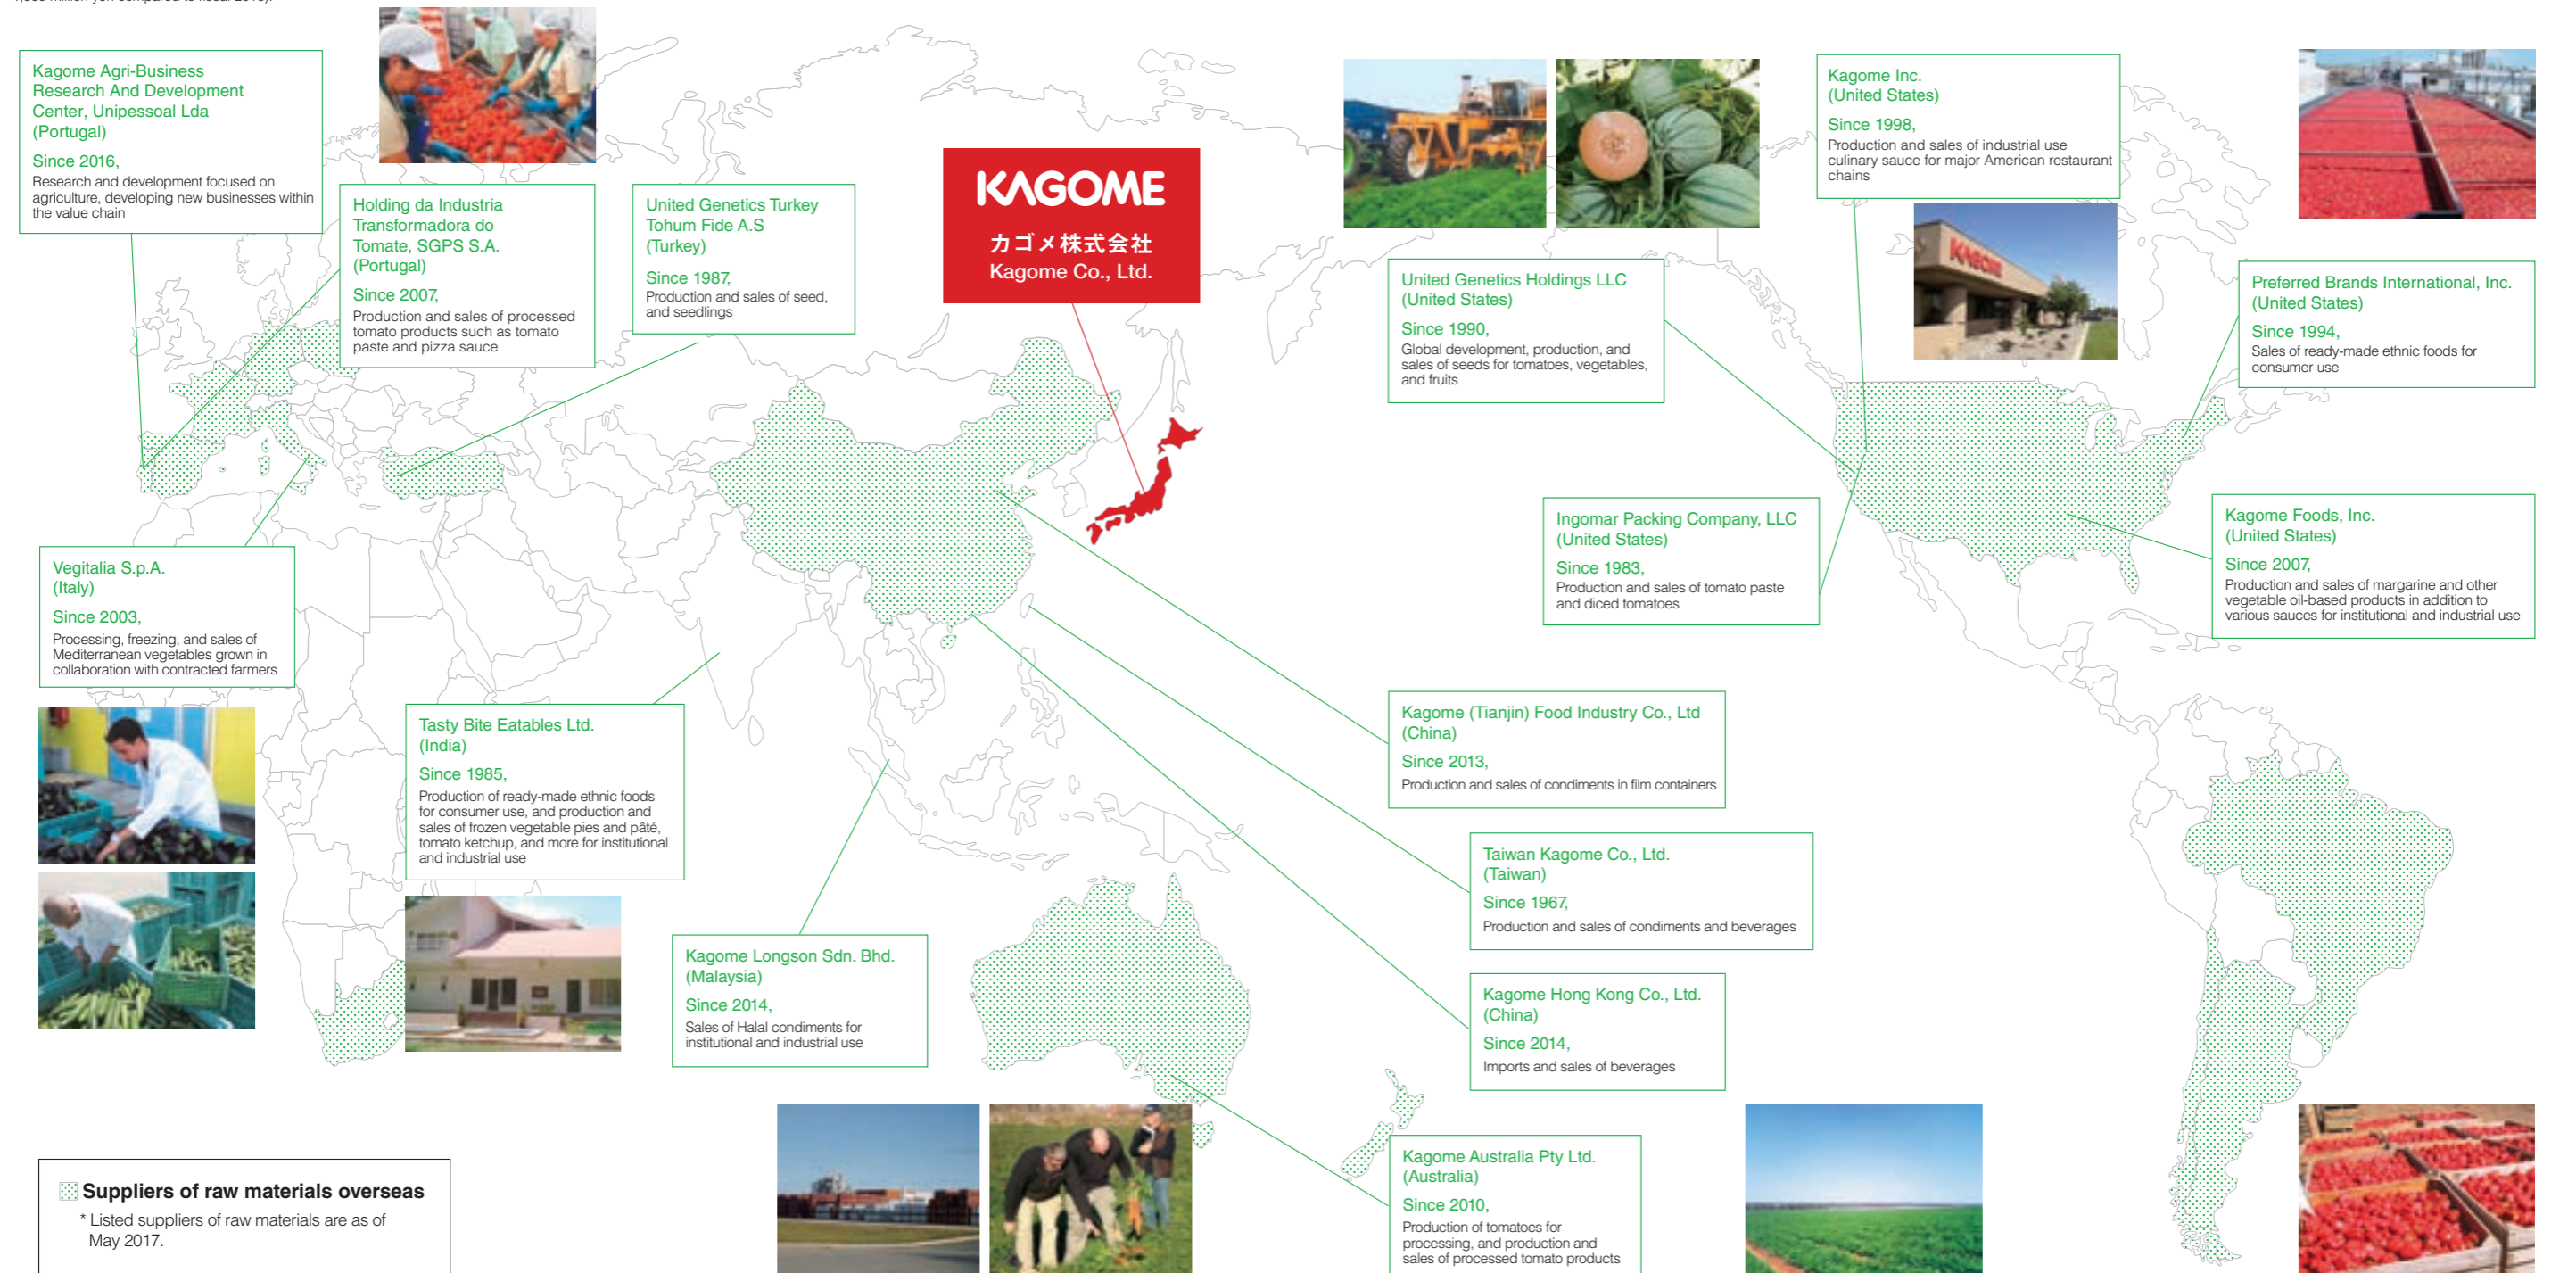 Kagome Agri-Business
Research And Development
Center, Unipessoal Lda
(Portugal)
Since 2016,
Research and development focused on
agriculture, developing new businesses within
the value chain
Holding da Industria
Transformadora do
Tomate, SGPS S.A.
(Portugal)
Since 2007,
Production and sales of processed
tomato products such as tomato
paste and pizza sauce
United Genetics Turkey
Tohum Fide A.S
(Turkey)
Since 1987,
Production and sales of seed,
and seedlings
KAGOME
カゴメ株式会社
Kagome Co., Ltd.
United Genetics Holdings LLC
(United States)
Since 1990,
Global development, production, and
sales of seeds for tomatoes, vegetables,
and fruits
Kagome Inc.
(United States)
Since 1998,
Production and sales of industrial use
culinary sauce for major American restaurant
chains
KAGOME
Preferred Brands International, Inc.
(United States)
Since 1994,
Sales of ready-made ethnic foods for
consumer use
Ingomar Packing Company, LLC
(United States)
Since 1983,
Production and sales of tomato paste
and diced tomatoes
Kagome Foods, Inc.
(United States)
Since 2007,
Production and sales of margarine and other
vegetable oil-based products in addition to
various sauces for institutional and industrial use
Vegitalia S.p.A.
(Italy)
Since 2003,
Processing, freezing, and sales of
Mediterranean vegetables grown in
collaboration with contracted farmers
Tasty Bite Eatables Ltd.
(India)
Since 1985,
Production of ready-made ethnic foods
for consumer use, and production and
sales of frozen vegetable pies and pâté,
tomato ketchup, and more for institutional
and industrial use
Kagome Longson Sdn. Bhd.
(Malaysia)
Since 2014,
Sales of Halal condiments for
institutional and industrial use
Kagome (Tianjin) Food Industry Co., Ltd
(China)
Since 2013,
Production and sales of condiments in film containers
Taiwan Kagome Co., Ltd.
(Taiwan)
Since 1967,
Production and sales of condiments and beverages
Kagome Hong Kong Co., Ltd.
(China)
Since 2014,
Imports and sales of beverages
Kagome Australia Pty Ltd.
(Australia)
Since 2010,
Production of tomatoes for
processing, and production and
sales of processed tomato products
Suppliers of raw materials overseas
* Listed suppliers of raw materials are as of
May 2017.